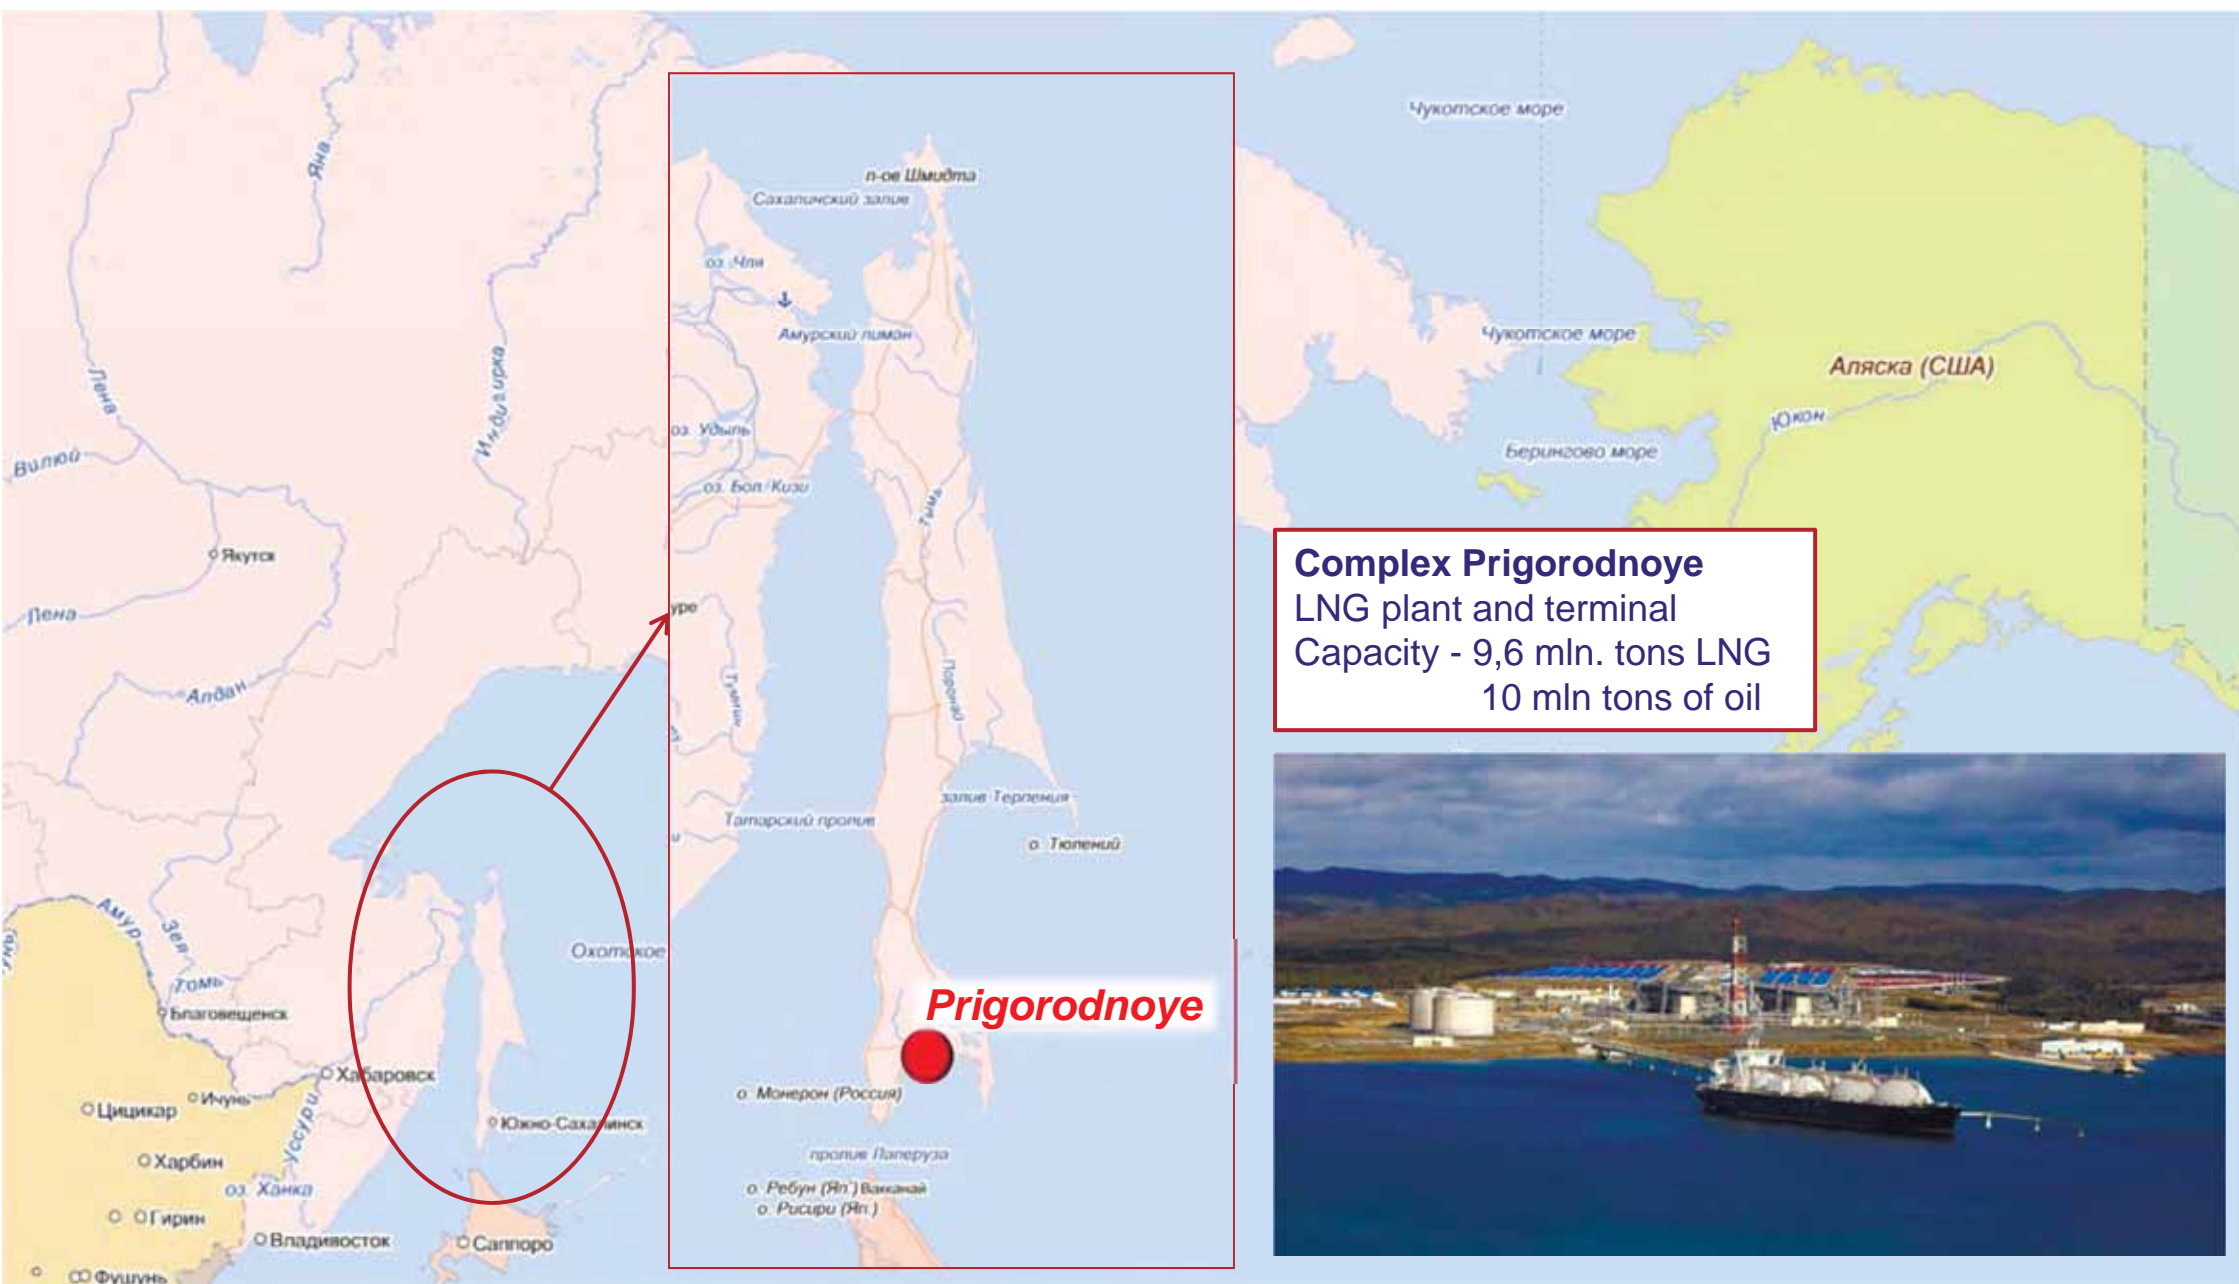 Чукотское море
Яна
п-ов Шмидта
Сахалинский залив
оз. Чля
Амурский лиман
Чукотское море
Аляска (США)
Индигирка
Лена
Юкон
оз. Удыль
Берингово море
Вилюй
оз. Бол. Кизи
Тымь
Якутск
Complex Prigorodnoye
LNG plant and terminal
Capacity - 9,6 mln. tons LNG
10 mln tons of oil
Лена
уре
Алдан
Тумнин
Поронай
залив Терпения
Татарский пролив
о. Тюлений
Амур
Зея
Охотское
Томь
Prigorodnoye
Благовещенск
Хабаровск
о. Монерон (Россия)
Ичунь
Цицикар
Уссури
Южно-Сахалинск
Харбин
пролив Лаперуза
оз. Ханка
о. Ребун (Яп.) Вакканай
о. Рисири (Яп.)
Гирин
Владивосток
Саппоро
Фушунь